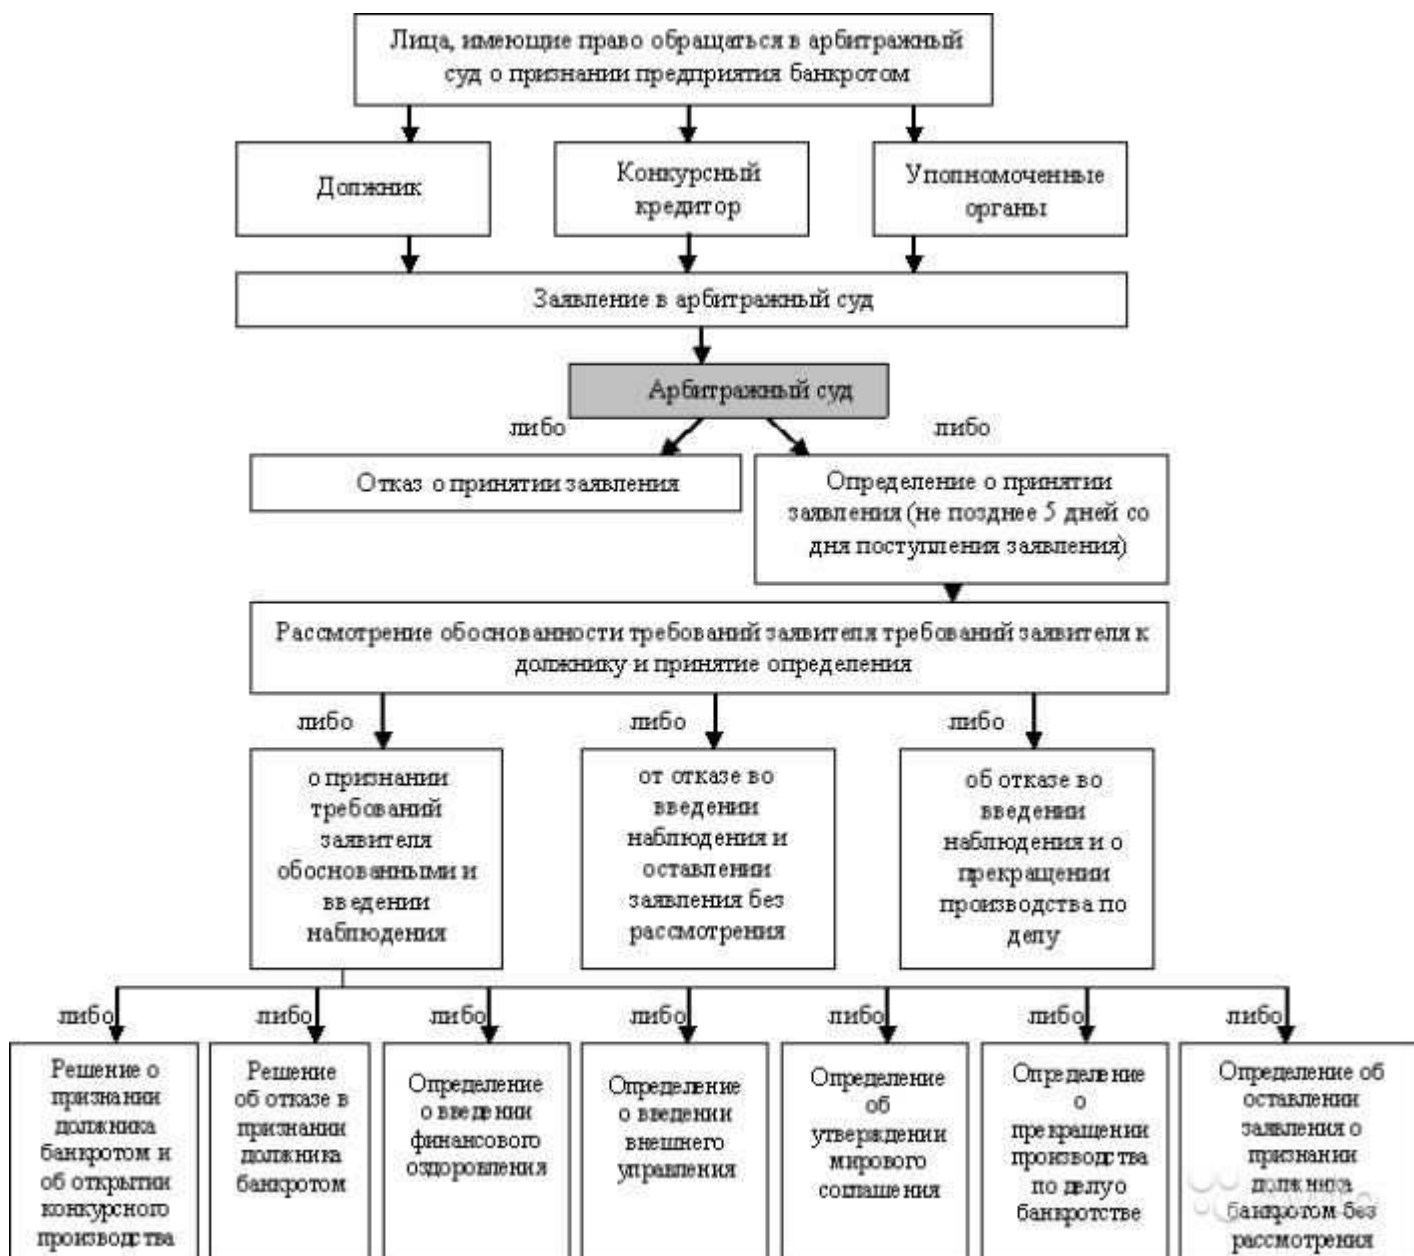 Лица, имеющие право обращаться в арбитражный
суд о признании предприятия банкротом
Должник
Конкурсный
кредитор
Уполномоченные
органы
Заявление в арбитражный суд
Арбитражный суд
либо
либо
Отказ о принятии заявления
Определение о принятии
заявления (не позднее 5 дней со
дня поступления заявления)
Рассмотрение обоснованности требований заявителя требований заявителя к
должнику и принятие определения
либо
либо
либо
о признании
требований
заявителя
обоснованными и
введении
наблюдения
от отказе во
введении
наблюдения и
оставлении
заявления без
рассмотрения
об отказе во
введении
наблюдения и о
прекращении
производства по
делу
либо
либо
либо
либо
либо
либо
либо
Решение о
признании
должника
банкротом и
об открытии
конкурсного
производства
Решение
об отказе в
признании
должника
банкротом
Определение
о введении
финансового
оздоровления
Определение
о введении
внешнего
управления
Определение
об
утверждении
мирового
соглашения
Определение
о
прекращении
производства
по делу о
банкротстве
Определение об
оставлении
заявления о
признании
должника
банкротом без
рассмотрения